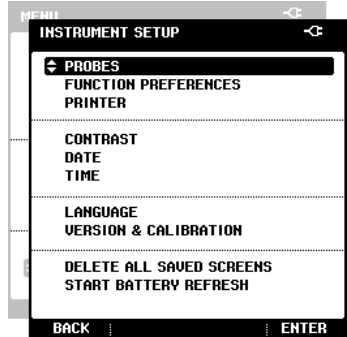 MENU
INSTRUMENT SETUP
PROBES
FUNCTION PREFERENCES
PRINTER
CONTRAST
DATE
TIME
LANGUAGE
VERSION & CALIBRATION
DELETE ALL SAVED SCREENS
START BATTERY REFRESH
BACK
ENTER